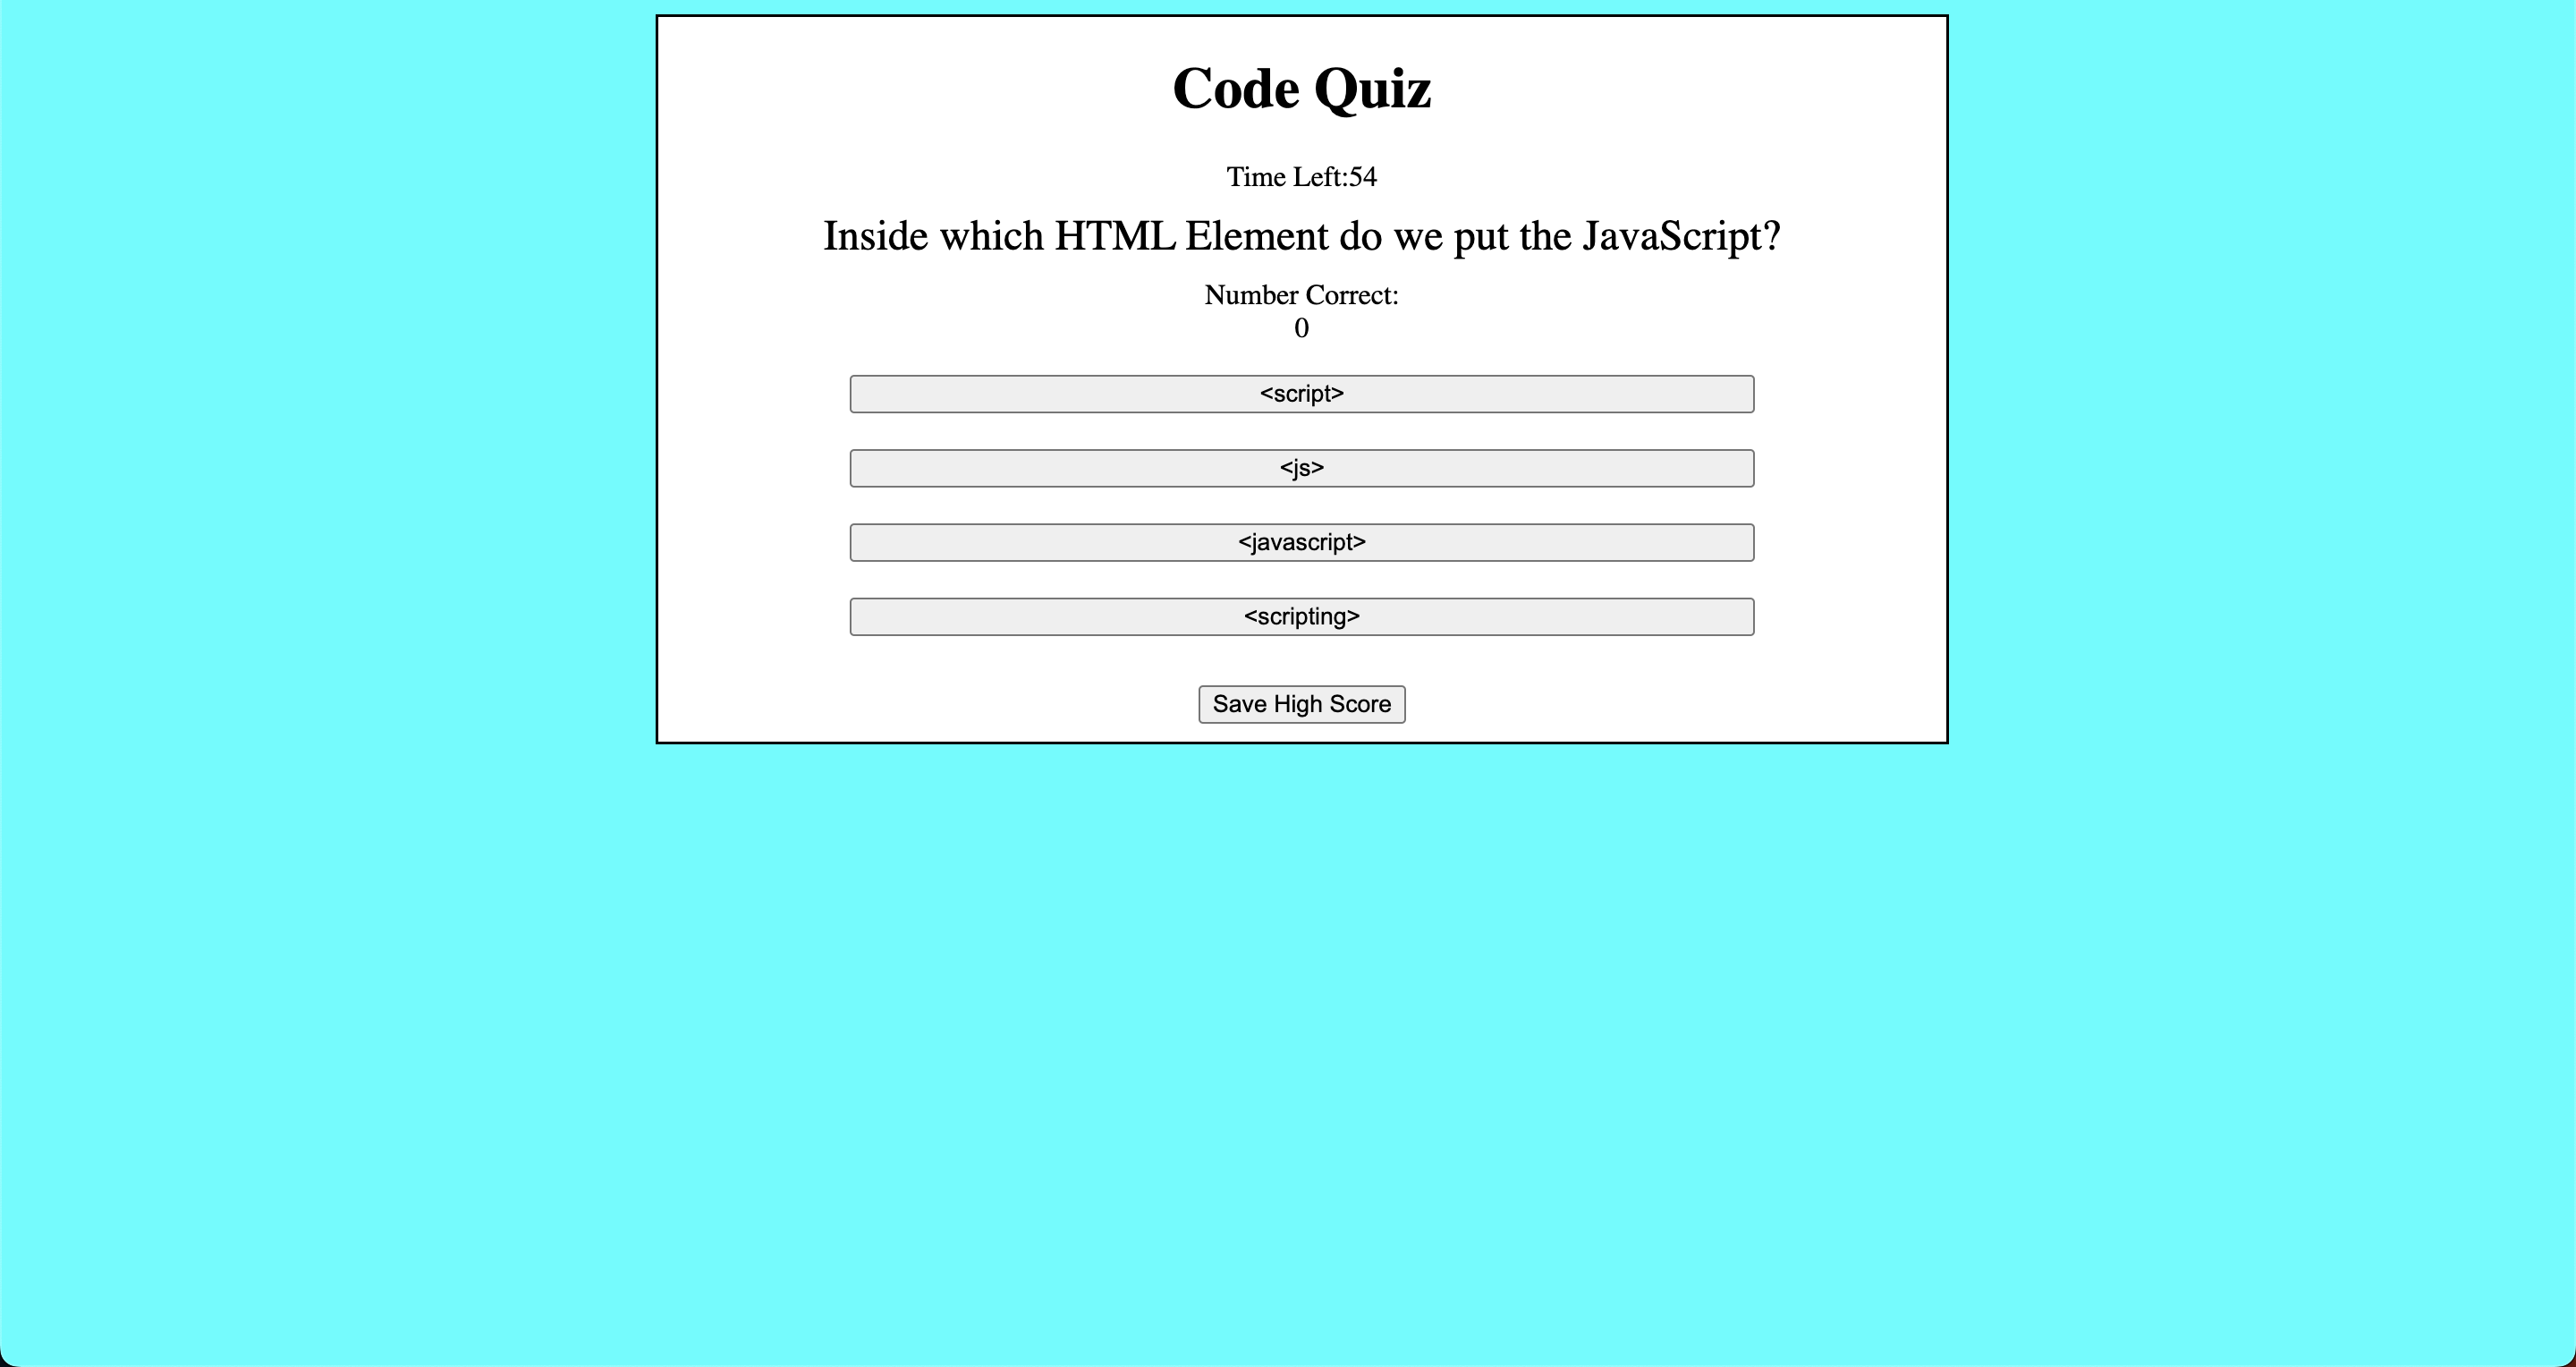 Code Quiz
Time Left:54
Inside which HTML Element do we put the JavaScript?
Number Correct:
0
<script>
<js>
<javascript>
<scripting>
Save High Score